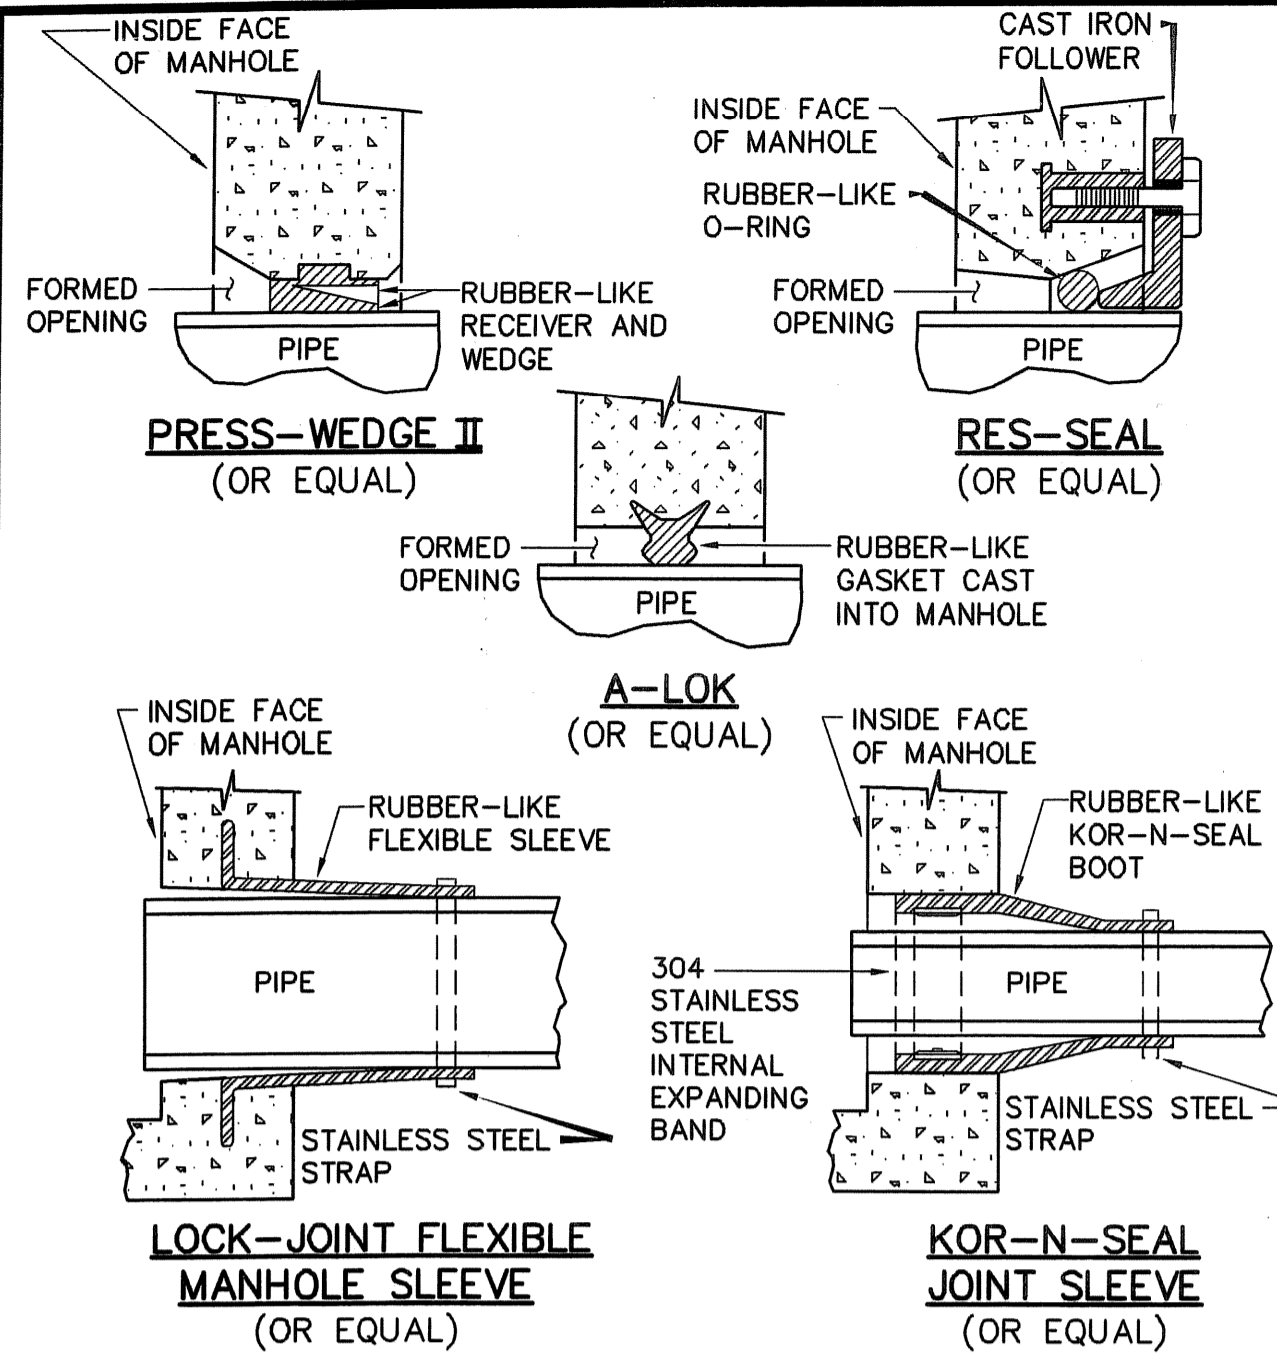 INSIDE FACE
OF MANHOLE
FORMED
OPENING
RUBBER-LIKE
RECEIVER AND
WEDGE
PIPE
PRESS-WEDGE II
(OR EQUAL)
CAST IRON
FOLLOWER
INSIDE FACE
OF MANHOLE
RUBBER-LIKE
O-RING
FORMED
OPENING
PIPE
RES-SEAL
(OR EQUAL)
FORMED
OPENING
RUBBER-LIKE
GASKET CAST
INTO MANHOLE
PIPE
A-LOK
(OR EQUAL)
INSIDE FACE
OF MANHOLE
RUBBER-LIKE
FLEXIBLE SLEEVE
PIPE
STAINLESS STEEL
STRAP
LOCK-JOINT FLEXIBLE
MANHOLE SLEEVE
(OR EQUAL)
INSIDE FACE
OF MANHOLE
RUBBER-LIKE
KOR-N-SEAL
BOOT
304
STAINLESS
STEEL
INTERNAL
EXPANDING
BAND
PIPE
STAINLESS STEEL
STRAP
KOR-N-SEAL
JOINT SLEEVE
(OR EQUAL)